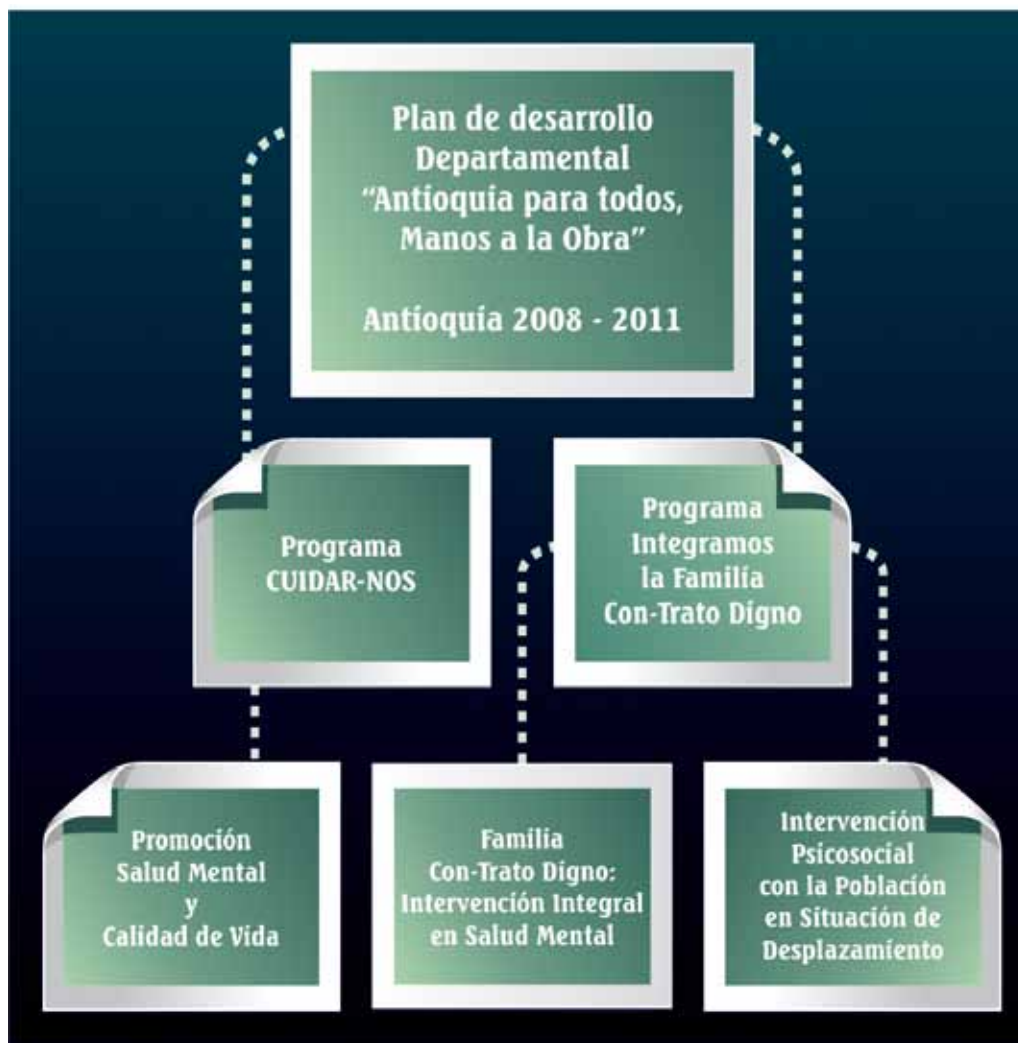 Plan de desarrollo
Departamental
“Antioquia para todos,
Manos a la Obra”
Antioquia 2008 - 2011
Programa
CUIDAR-NOS
Programa
Integramos
la Familia
Con-Trato Digno
Promoción
Salud Mental
y
Calidad de Vida
Familia
Con-Trato Digno:
Intervención Integral
en Salud Mental
Intervención
Psicosocial
con la Población
en Situación de
Desplazamiento